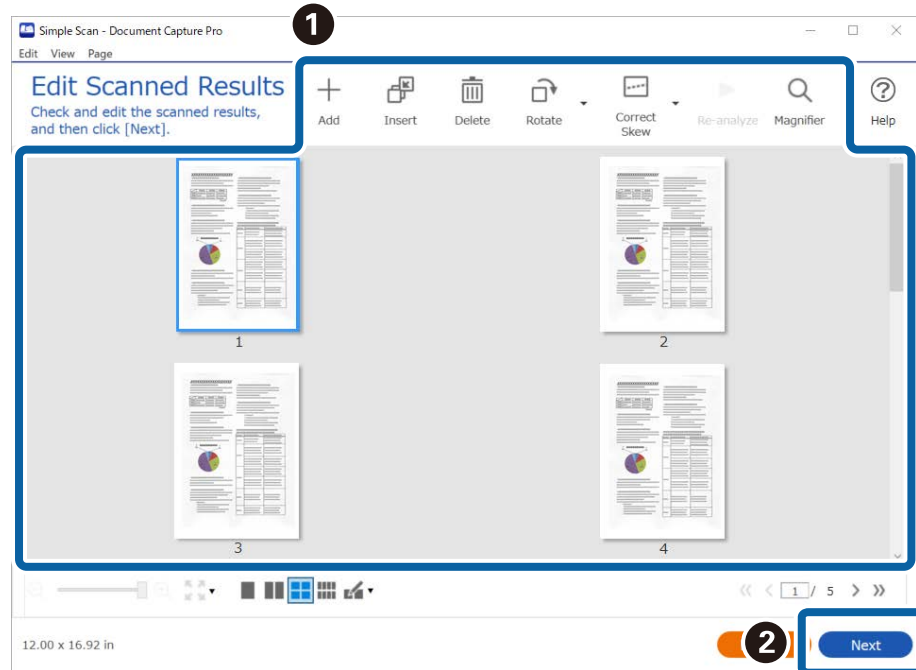 1
Simple Scan - Document Capture Pro
Edit View Page
Edit Scanned Results
Check and edit the scanned results,
and then click [Next].
Add
Insert
Delete
Rotate
Correct
Skew
Re-analyze
Magnifier
Help
1
2
3
4
1 / 5
12.00 x 16.92 in
2
Next